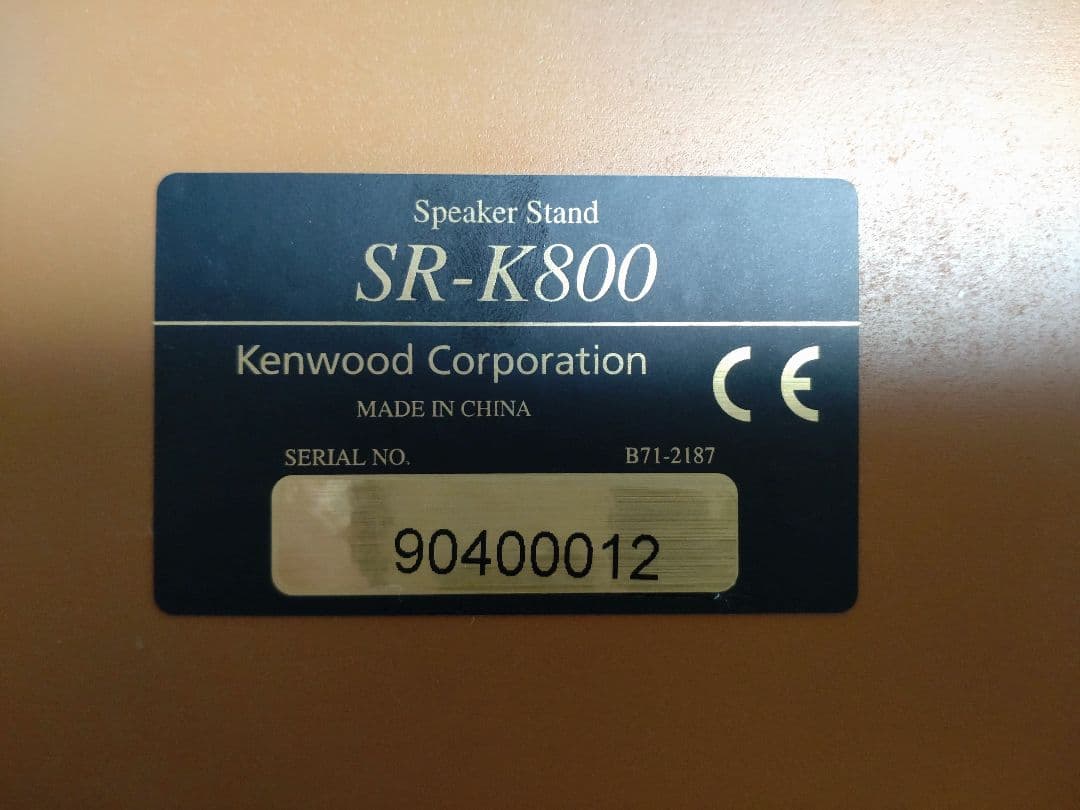 Speaker Stand
SR-K800
Kenwood Corporation
CE
MADE IN CHINA
SERIAL NO.
B71-2187
90400012